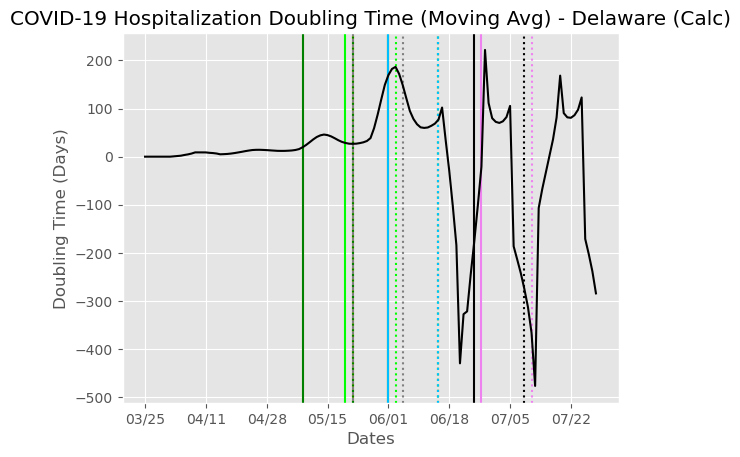 COVID-19 Hospitalization Doubling Time (Moving Avg) - Delaware (Calc)
Doubling Time (Days)
200
100
0
−100
−200
−300
−400
−500
03/25 04/11 04/28 05/15 06/01 06/18 07/05 07/22
Dates